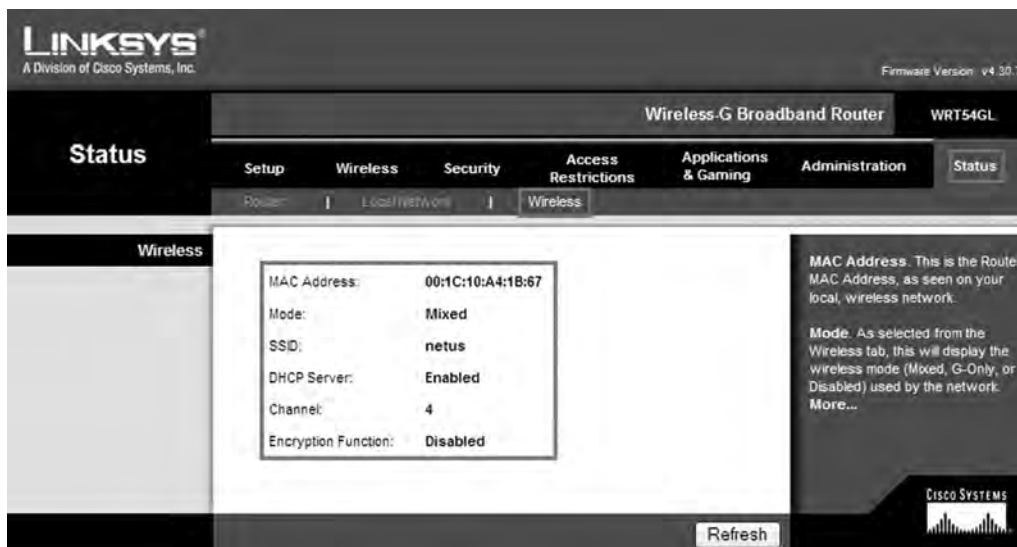 LINKSYS®
A Division of Cisco Systems, Inc.
Firmware Version: v4.30.
Wireless-G Broadband Router
WRT54GL
Status
Setup
Wireless
Security
Access
Restrictions
Applications
& Gaming
Administration
Status
Router
|
Local Network
|
Wireless
Wireless
MAC Address: 00:1C:10:A4:1B:67
Mode: Mixed
SSID: netus
DHCP Server: Enabled
Channel: 4
Encryption Function: Disabled
MAC Address. This is the Route
MAC Address, as seen on your
local, wireless network.
Mode. As selected from the
Wireless tab, this will display the
wireless mode (Mixed, G-Only, or
Disabled) used by the network.
More...
CISCO SYSTEMS
Refresh